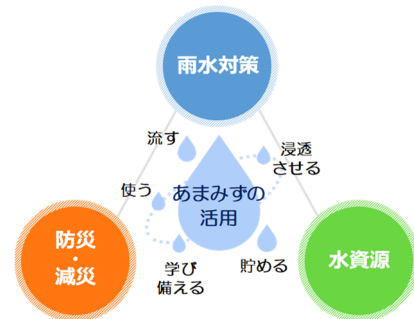 雨水対策
流す
浸透
させる
使う
あまみずの
活用
防災
・
減災
学び
備える
貯める
水資源